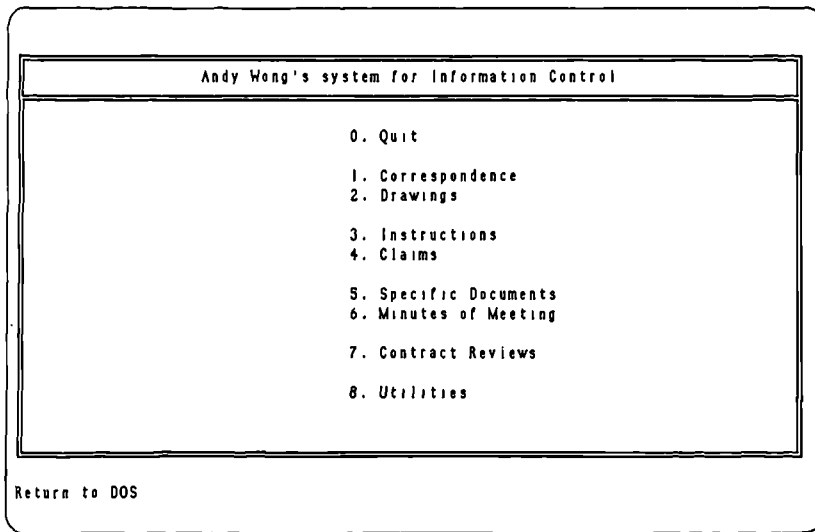 Andy Wong's system for Information Control
0. Quit
1. Correspondence
2. Drawings
3. Instructions
4. Claims
5. Specific Documents
6. Minutes of Meeting
7. Contract Reviews
8. Utilities
Return to DOS